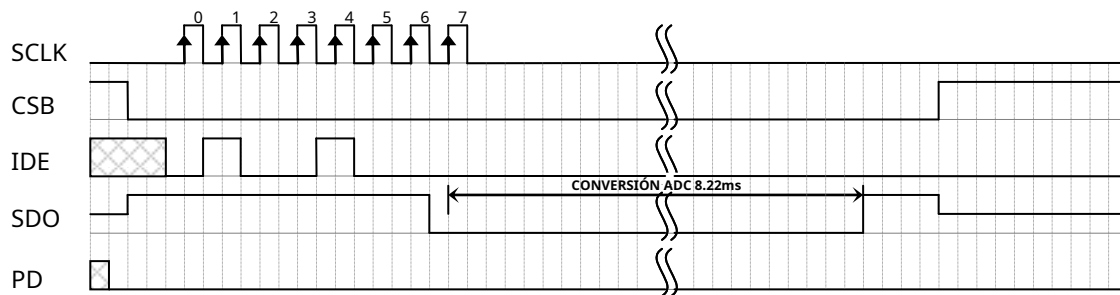 0 1 2 3 4 5 6 7
SCLK
CSB
IDE
CONVERSIÓN ADC 8.22ms
SDO
PD